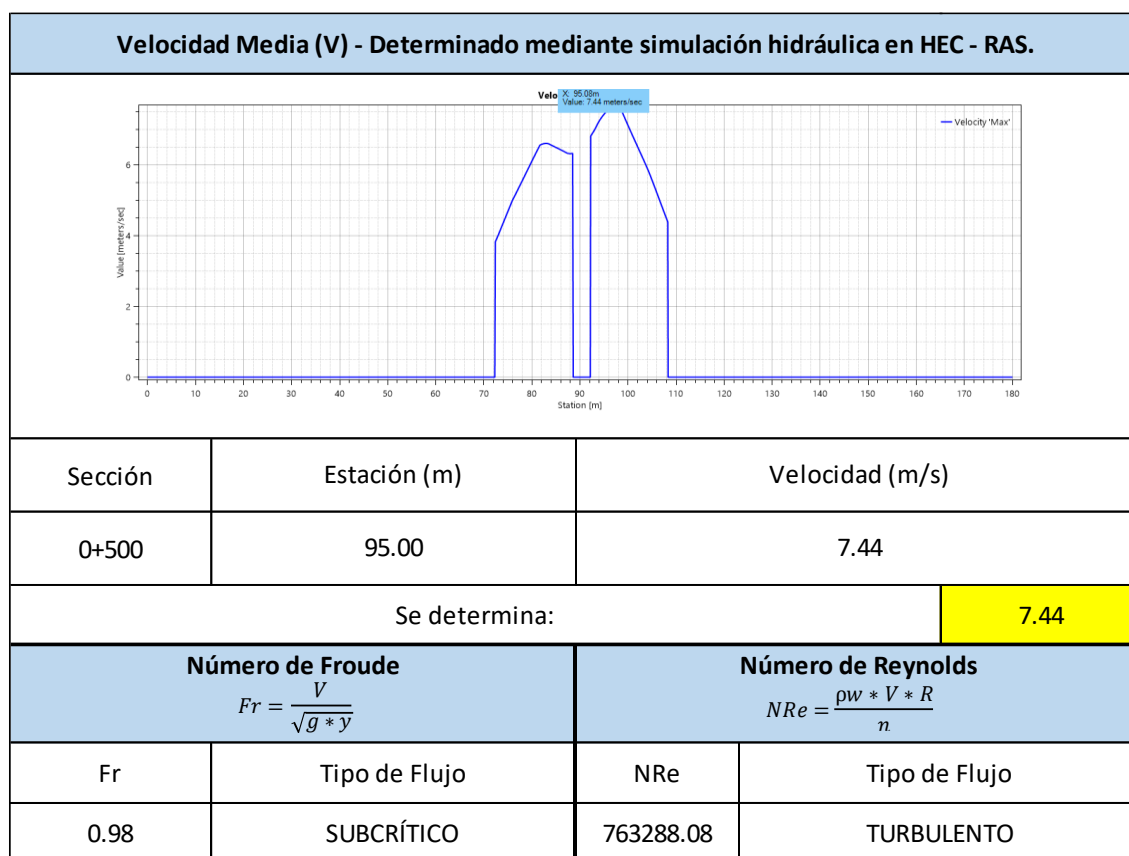 Velocidad Media (V) - Determinado mediante simulación hidráulica en HEC - RAS.
Velo
X: 95.08m
Value: 7.44 meters/sec
Velocity 'Max'
Value [meters/sec]
6
4
2
0
0 10 20 30 40 50 60 70 80 90 100 110 120 130 140 150 160 170 180
Station [m]
Sección Estación (m) Velocidad (m/s)
0+500 95.00 7.44
Se determina: 7.44
Número de Froude Número de Reynolds
Fr = V / √(g * y) NRe = ρw * V * R / n
Fr Tipo de Flujo NRe Tipo de Flujo
0.98 SUBCRÍTICO 763288.08 TURBULENTO